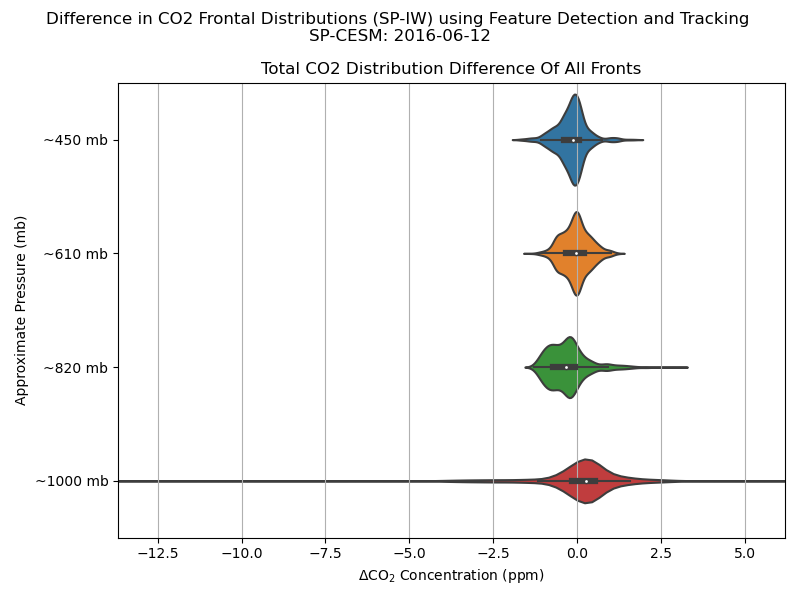 Difference in CO2 Frontal Distributions (SP-IW) using Feature Detection and Tracking
SP-CESM: 2016-06-12
Total CO2 Distribution Difference Of All Fronts
Approximate Pressure (mb)
~450 mb
~610 mb
~820 mb
~1000 mb
−12.5 −10.0 −7.5 −5.0 −2.5 0.0 2.5 5.0
ΔCO₂ Concentration (ppm)